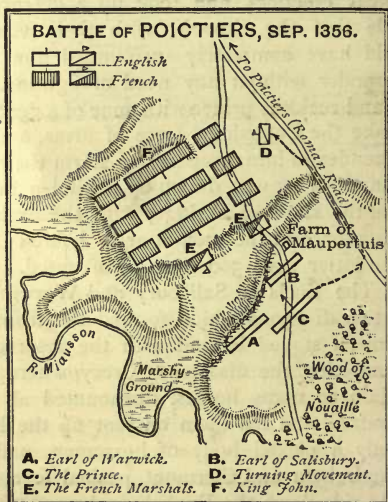 BATTLE OF POICTIERS, SEP. 1356.
English
French
To Poictiers (Roman Road)
F
D
E
E
Farm of
Maupertuis
B
C
A
R. Miausson
Marshy
Ground
Wood of
Nouaillé
A. Earl of Warwick. B. Earl of Salisbury.
C. The Prince. D. Turning Movement.
E. The French Marshals. F. King John.